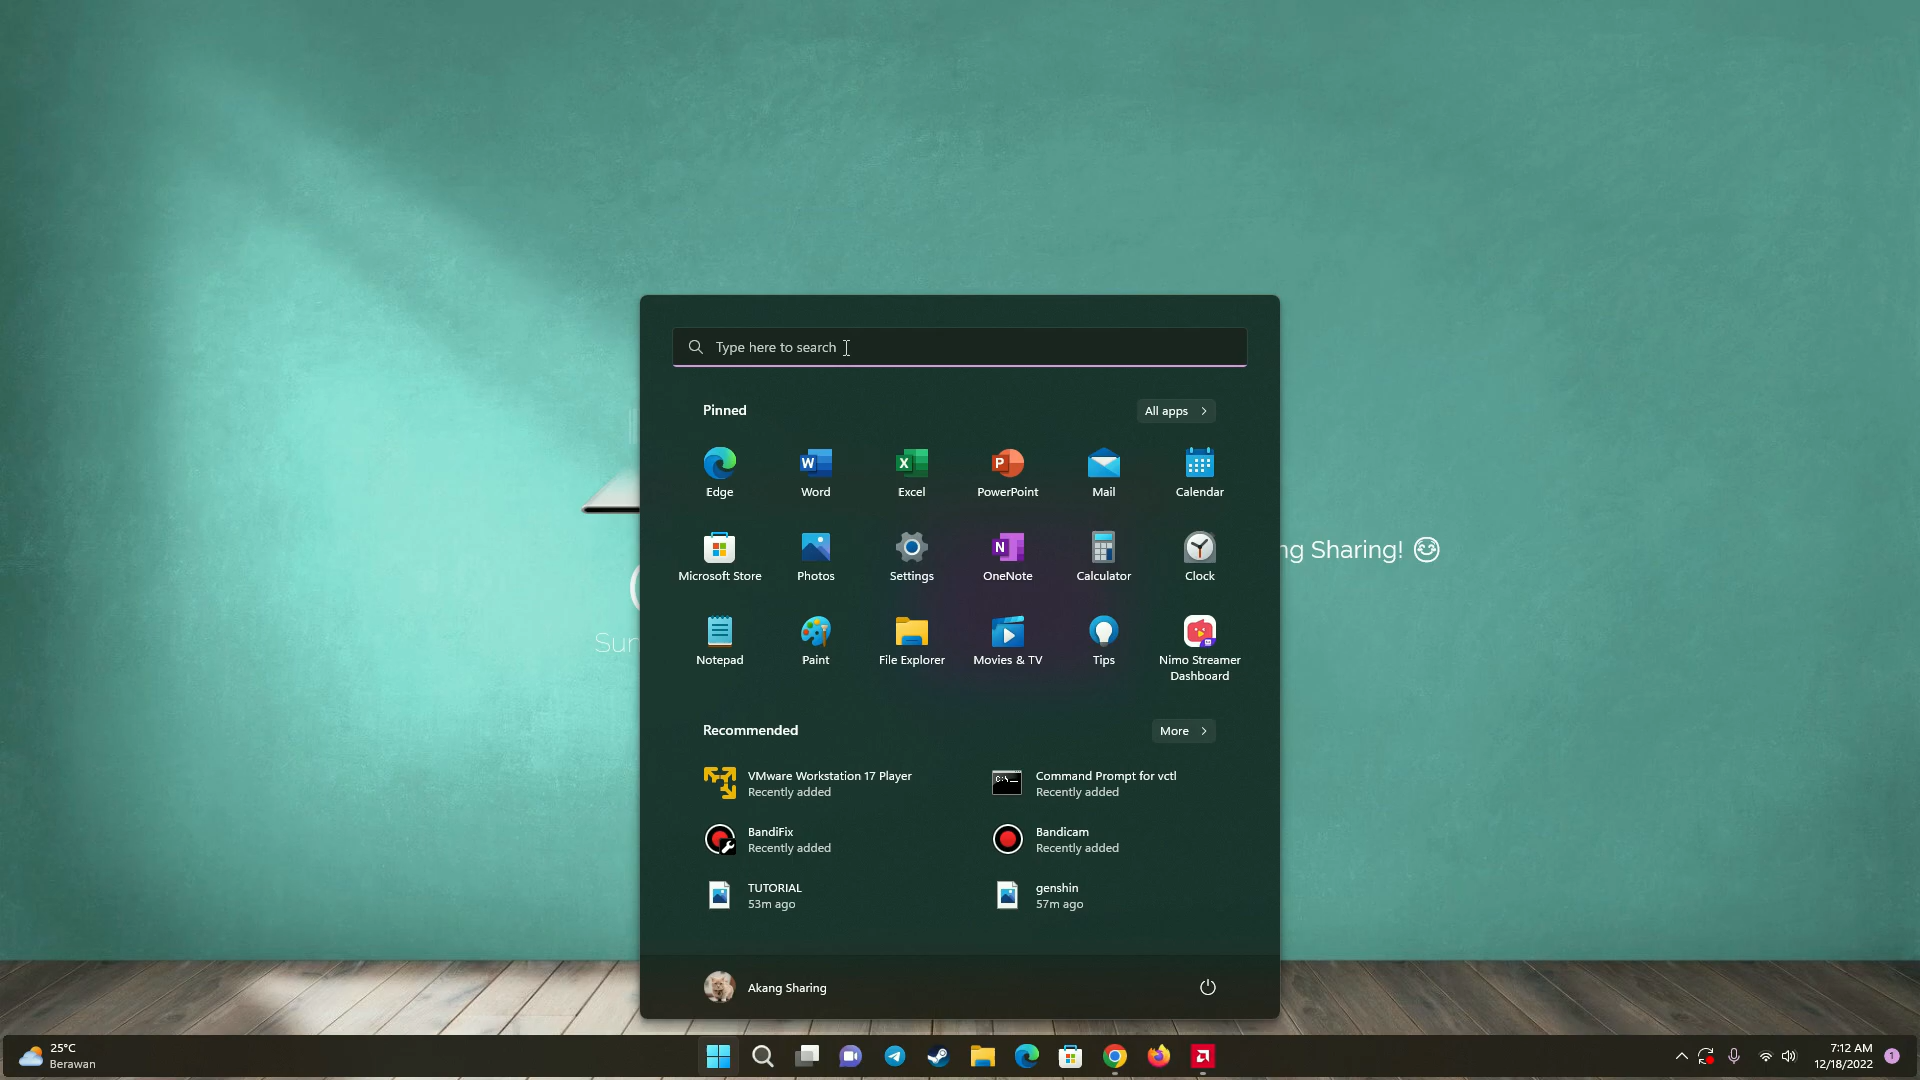 Type here to search
Pinned
All apps
Edge
Word
Excel
PowerPoint
Mail
Calendar
Microsoft Store
Photos
Settings
OneNote
Calculator
Clock
Notepad
Paint
File Explorer
Movies & TV
Tips
Nimo Streamer
Dashboard
ng Sharing!
Sun
Recommended
More
VMware Workstation 17 Player
Recently added
Command Prompt for vctl
Recently added
BandiFix
Recently added
Bandicam
Recently added
TUTORIAL
53m ago
genshin
57m ago
Akang Sharing
25°C
Berawan
7:12 AM
12/18/2022
1